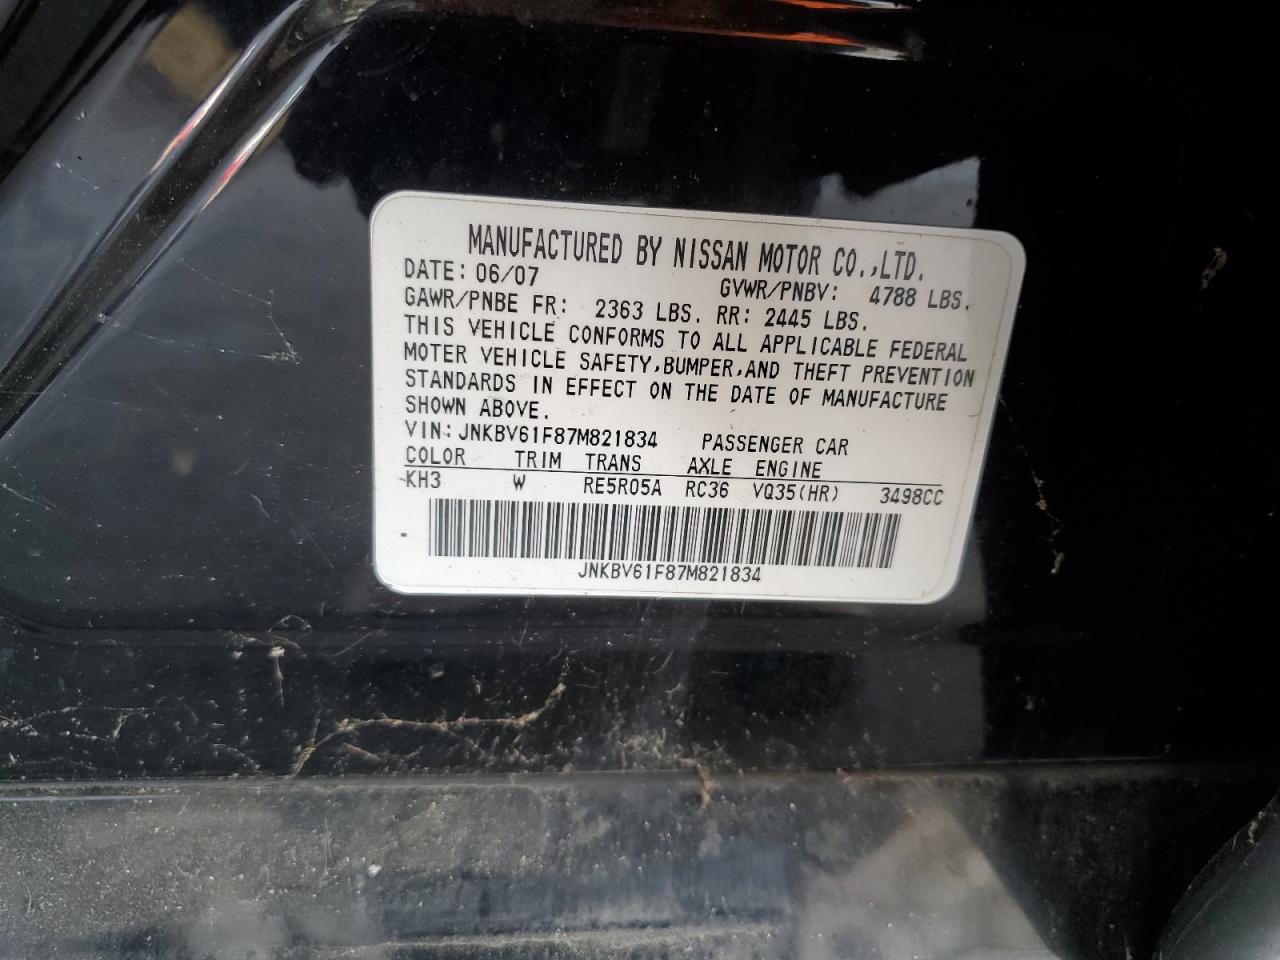 MANUFACTURED BY NISSAN MOTOR CO.,LTD.
DATE: 06/07 GVWR/PNBV: 4788 LBS.
GAWR/PNBE FR: 2363 LBS. RR: 2445 LBS.
THIS VEHICLE CONFORMS TO ALL APPLICABLE FEDERAL
MOTER VEHICLE SAFETY,BUMPER,AND THEFT PREVENTION
STANDARDS IN EFFECT ON THE DATE OF MANUFACTURE
SHOWN ABOVE.
VIN:JNKBV61F87M821834 PASSENGER CAR
COLOR TRIM TRANS AXLE ENGINE
KH3 W RE5R05A RC36 VQ35(HR) 3498CC
JNKBV61F87M821834